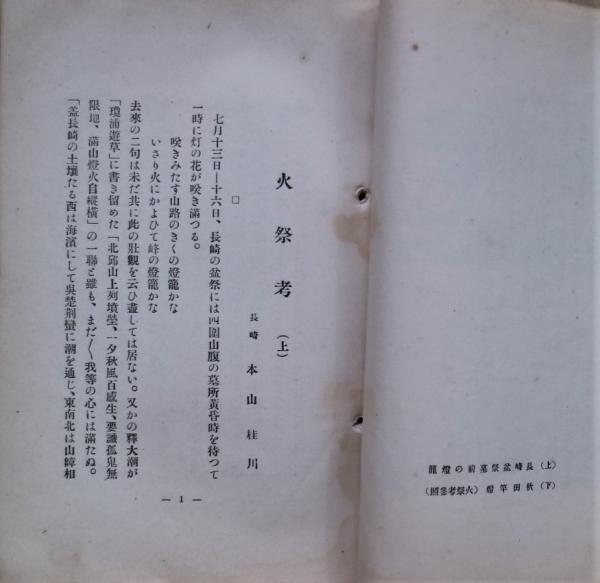 火祭考(上)
長崎 本山桂川
□
七月十三日―十六日、長崎の盆祭には四圍山腹の墓所黄昏時を待つて
一時に灯の花が咲き滿つる。
咲きみたす山路のきくの燈籠かな
いさり火にかよひて峰の燈籠かな
去來の二句は未だ共に此の壯觀を云ひ盡しては居ない。又かの釋大潮が
「瓊浦遊草」に書き留めた「北邱山上列墳塋、一夕秋風百感生、要識孤鬼無
限地、滿山燈火自縱橫」の一聯と雖も、まだ〳〵我等の心には滿たぬ。
「蓋長崎の土壤たる西は海濱にして吳楚荆蠻に潮を通じ、東南北は山嶂相
― 1 ―
(上)長崎盆祭墓前の燈籠
(下)秋田竿燈(火祭考參照)